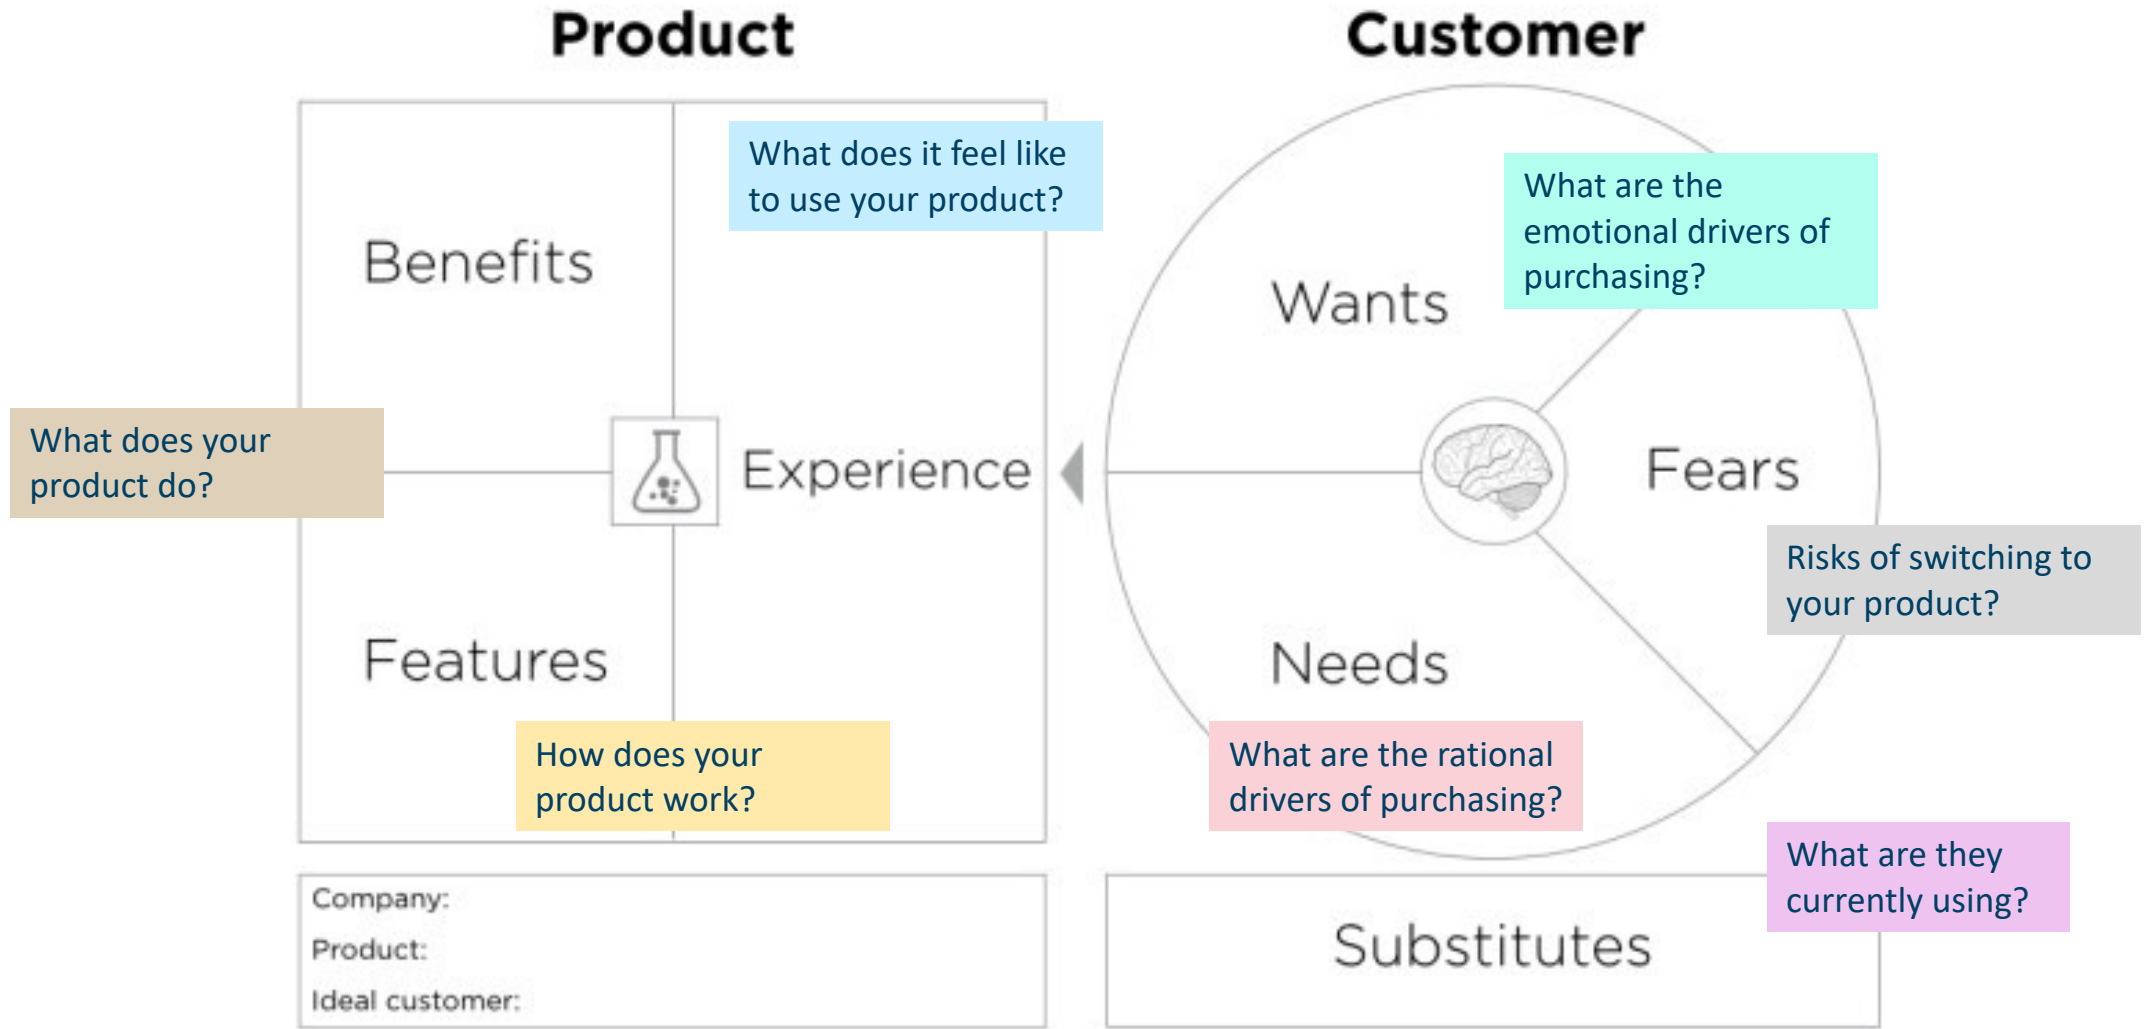 Product
Customer
What does it feel like
to use your product?
What are the
emotional drivers of
purchasing?
Benefits
Wants
What does your
product do?
Experience
Fears
Risks of switching to
your product?
Features
Needs
How does your
product work?
What are the rational
drivers of purchasing?
What are they
currently using?
Company:
Product:
Ideal customer:
Substitutes